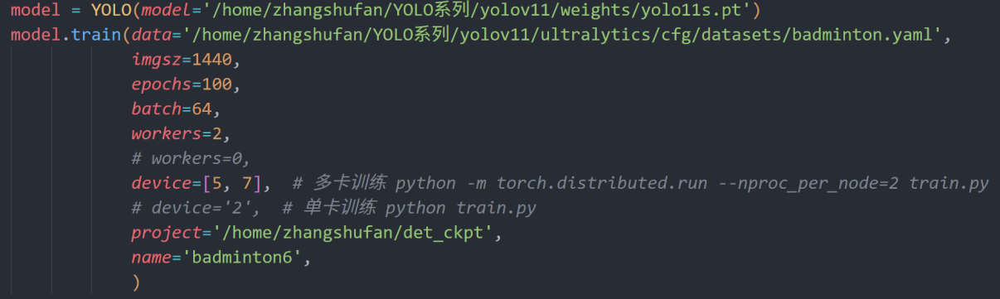 model = YOLO(model='/home/zhangshufan/YOLO系列/yolov11/weights/yolo11s.pt')
model.train(data='/home/zhangshufan/YOLO系列/yolov11/ultralytics/cfg/datasets/badminton.yaml',
imgsz=1440,
epochs=100,
batch=64,
workers=2,
# workers=0,
device=[5, 7],  # 多卡训练 python -m torch.distributed.run --nproc_per_node=2 train.py
# device='2',  # 单卡训练 python train.py
project='/home/zhangshufan/det_ckpt',
name='badminton6',
)